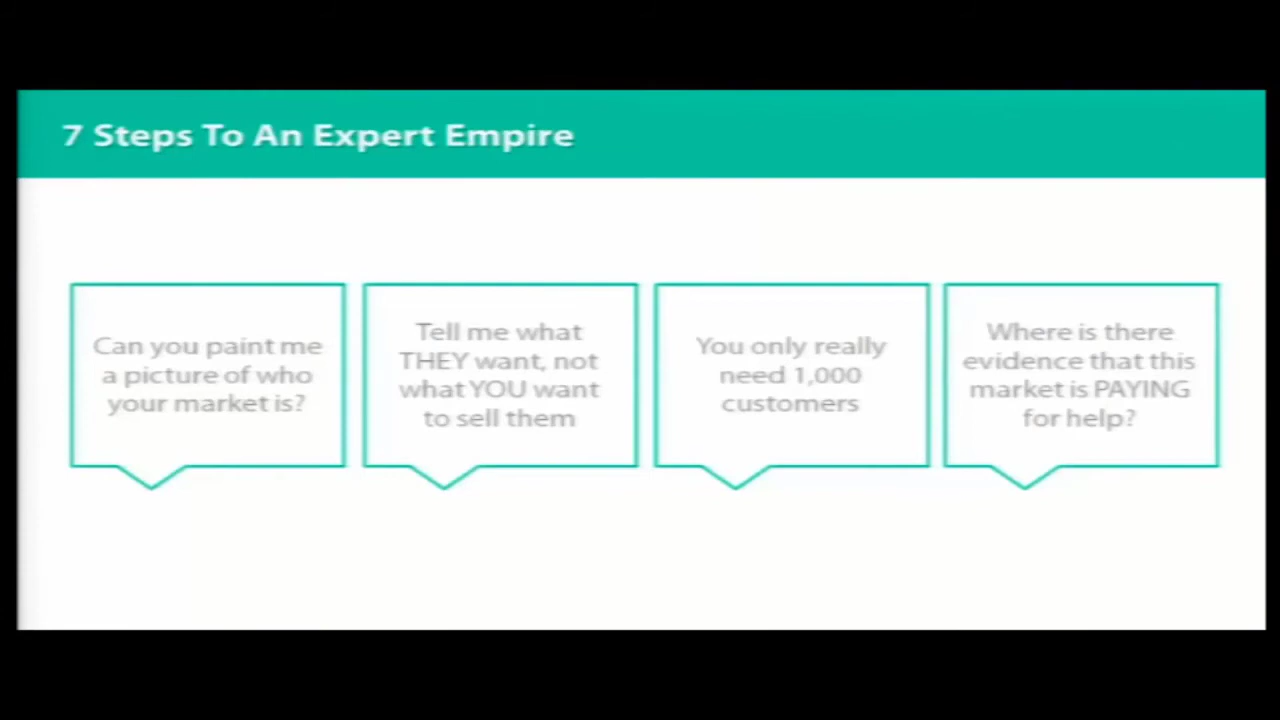 7 Steps To An Expert Empire
Can you paint me
a picture of who
your market is?
Tell me what
THEY want, not
what YOU want
to sell them
You only really
need 1,000
customers
Where is there
evidence that this
market is PAYING
for help?